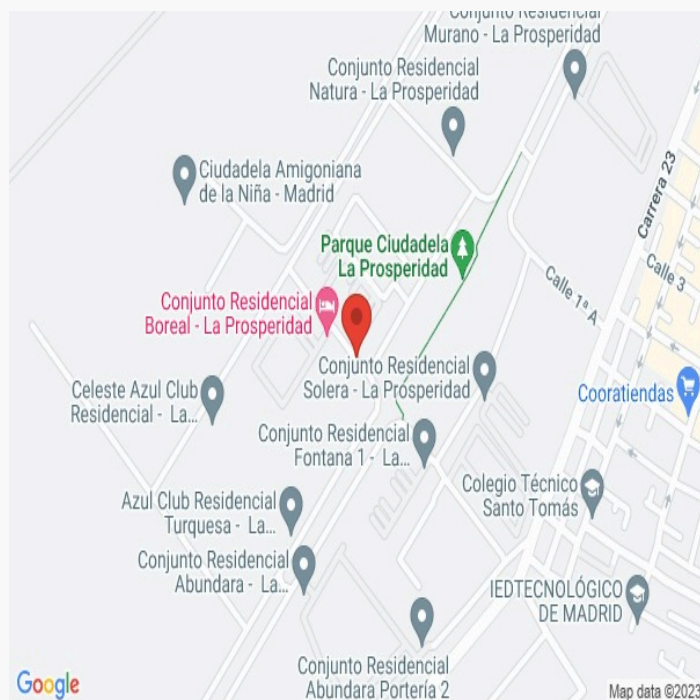 Conjunto Residencial
Murano - La Prosperidad
Conjunto Residencial
Natura - La Prosperidad
Ciudadela Amigoniana
de la Niña - Madrid
Carrera 23
Parque Ciudadela
La Prosperidad
Calle 3
Calle 1ª A
Conjunto Residencial
Boreal - La Prosperidad
Conjunto Residencial
Solera - La Prosperidad
Celeste Azul Club
Residencial - La...
Cooratiendas
Conjunto Residencial
Fontana 1 - La...
Colegio Técnico
Santo Tomás
Azul Club Residencial
Turquesa - La...
Conjunto Residencial
Abundara - La...
IEDTECNOLÓGICO
DE MADRID
Conjunto Residencial
Abundara Portería 2
Google
Map data ©2023